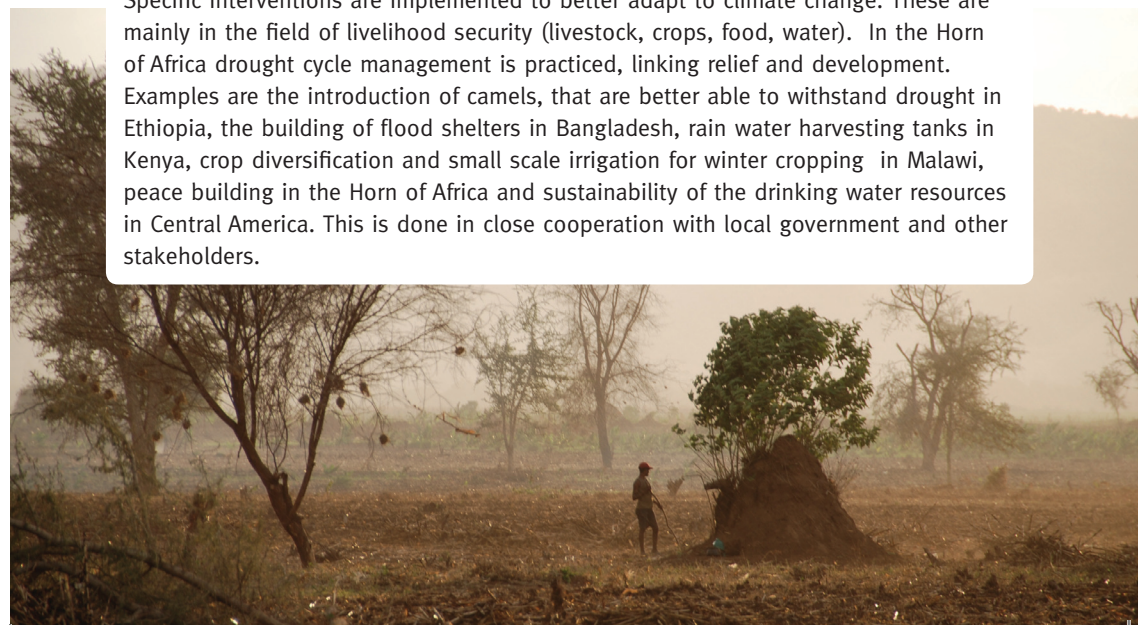 Specific interventions are implemented to better adapt to climate change. These are
mainly in the field of livelihood security (livestock, crops, food, water).  In the Horn
of Africa drought cycle management is practiced, linking relief and development.
Examples are the introduction of camels, that are better able to withstand drought in
Ethiopia, the building of flood shelters in Bangladesh, rain water harvesting tanks in
Kenya, crop diversification and small scale irrigation for winter cropping  in Malawi,
peace building in the Horn of Africa and sustainability of the drinking water resources
in Central America. This is done in close cooperation with local government and other
stakeholders.